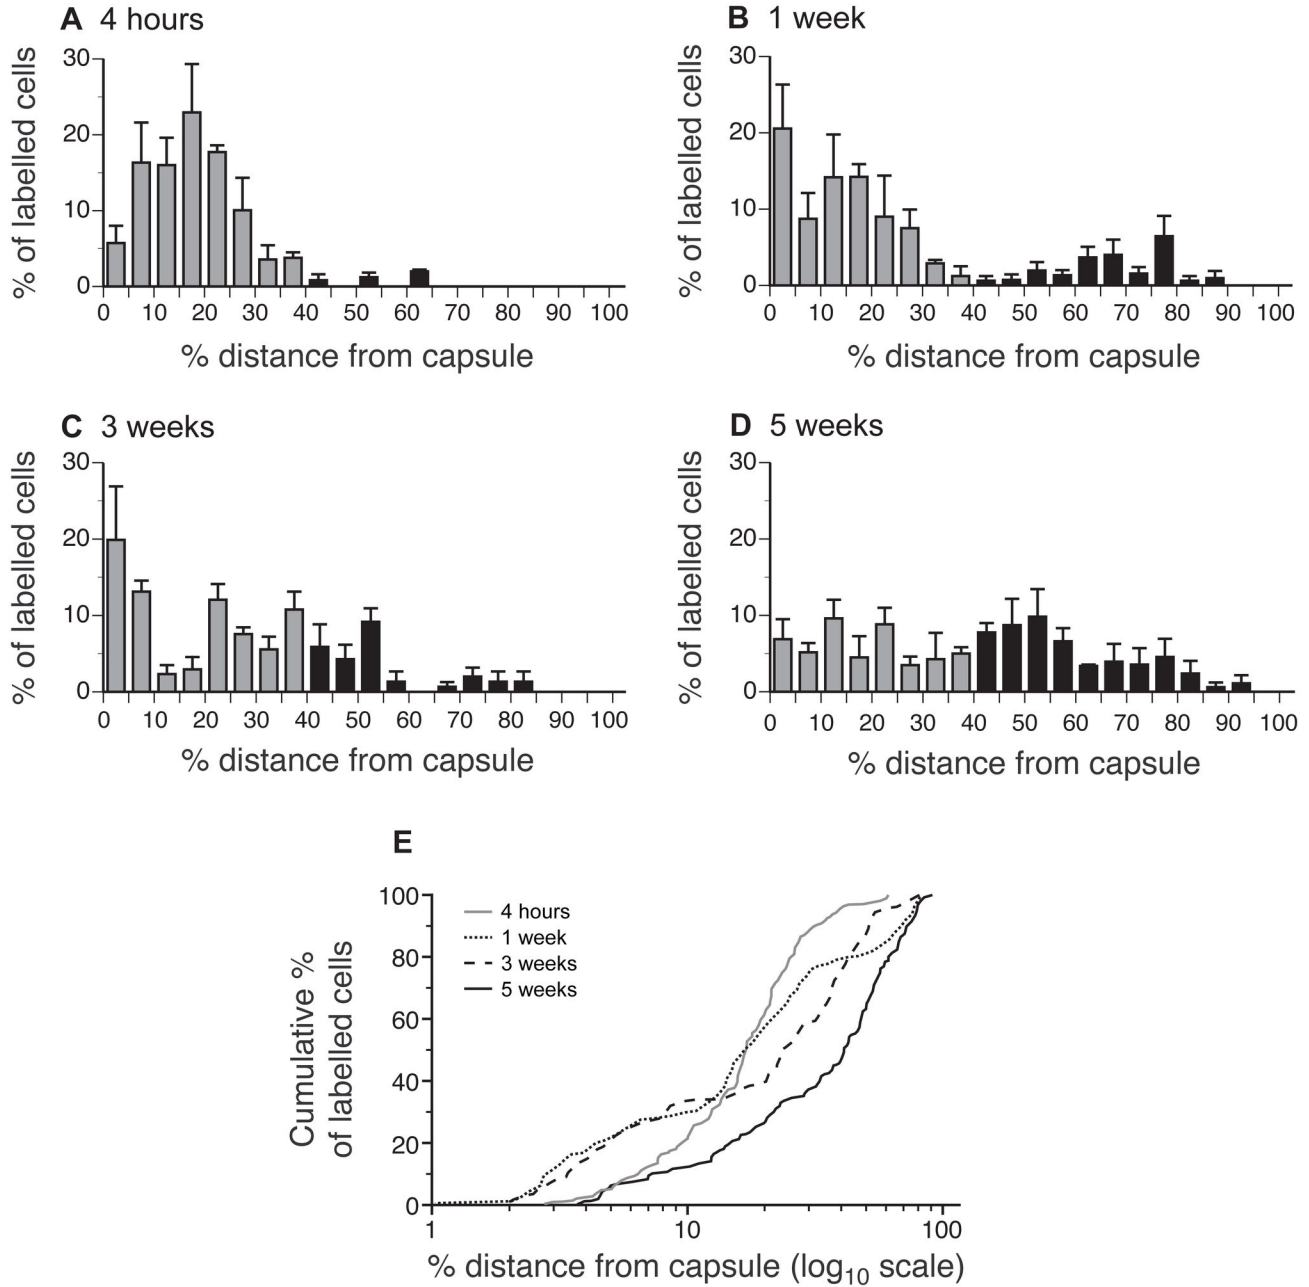 A 4 hours
30
20
10
0
% of labelled cells
0 10 20 30 40 50 60 70 80 90 100
% distance from capsule
B 1 week
30
20
10
0
% of labelled cells
0 10 20 30 40 50 60 70 80 90 100
% distance from capsule
C 3 weeks
30
20
10
0
% of labelled cells
0 10 20 30 40 50 60 70 80 90 100
% distance from capsule
D 5 weeks
30
20
10
0
% of labelled cells
0 10 20 30 40 50 60 70 80 90 100
% distance from capsule
E
100
80
60
40
20
0
Cumulative %
of labelled cells
4 hours
1 week
3 weeks
5 weeks
1 10 100
% distance from capsule (log10 scale)